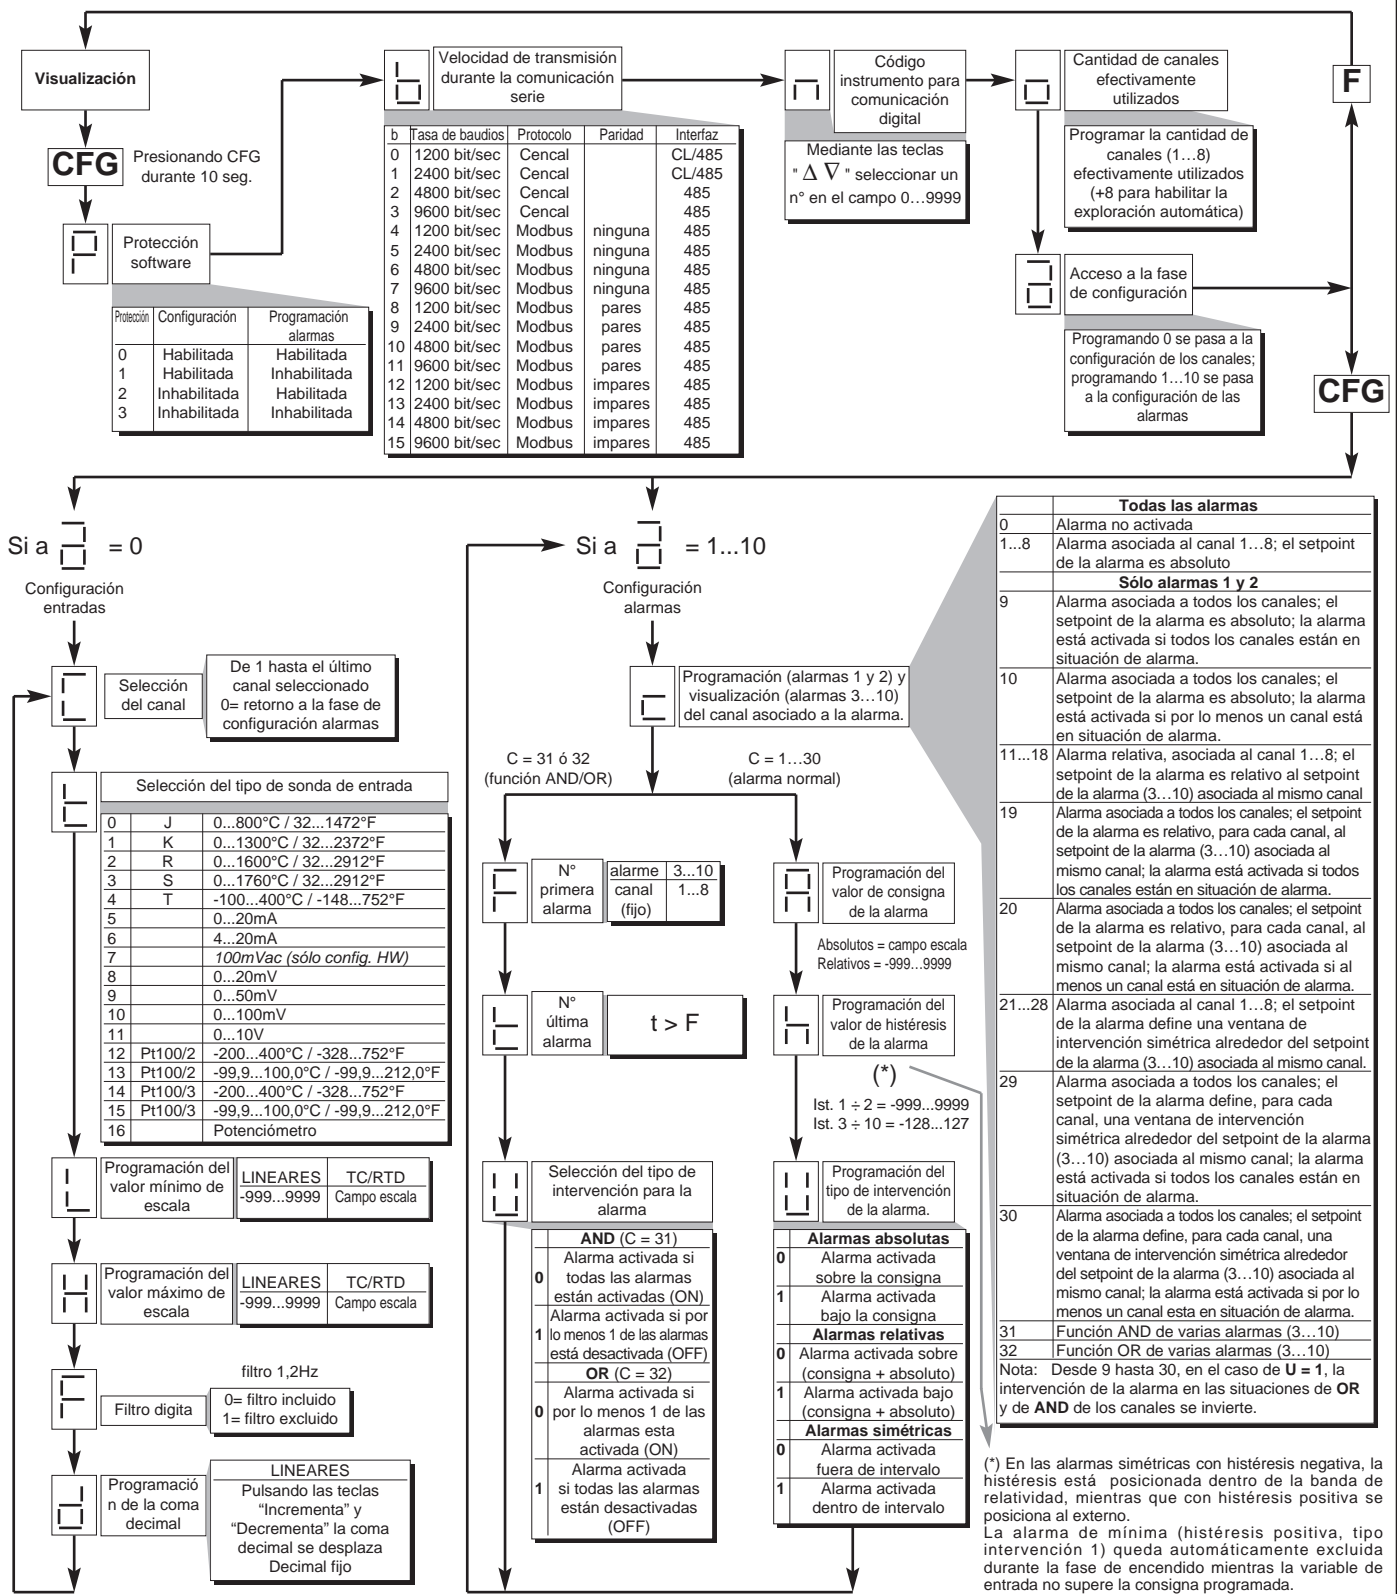 Visualización
CFG
Presionando CFG
durante 10 seg.
Protección
software
Protección Configuración Programación
alarmas
0 Habilitada Habilitada
1 Habilitada Inhabilitada
2 Inhabilitada Habilitada
3 Inhabilitada Inhabilitada
Velocidad de transmisión
durante la comunicación
serie
b Tasa de baudios Protocolo Paridad Interfaz
0 1200 bit/sec Cencal CL/485
1 2400 bit/sec Cencal CL/485
2 4800 bit/sec Cencal 485
3 9600 bit/sec Cencal 485
4 1200 bit/sec Modbus ninguna 485
5 2400 bit/sec Modbus ninguna 485
6 4800 bit/sec Modbus ninguna 485
7 9600 bit/sec Modbus ninguna 485
8 1200 bit/sec Modbus pares 485
9 2400 bit/sec Modbus pares 485
10 4800 bit/sec Modbus pares 485
11 9600 bit/sec Modbus pares 485
12 1200 bit/sec Modbus impares 485
13 2400 bit/sec Modbus impares 485
14 4800 bit/sec Modbus impares 485
15 9600 bit/sec Modbus impares 485
Código
instrumento para
comunicación
digital
Mediante las teclas
" Δ ∇ " seleccionar un
n° en el campo 0...9999
Cantidad de canales
efectivamente
utilizados
Programar la cantidad de
canales (1...8)
efectivamente utilizados
(+8 para habilitar la
exploración automática)
Acceso a la fase
de configuración
Programando 0 se pasa a la
configuración de los canales;
programando 1...10 se pasa
a la configuración de las
alarmas
F
CFG
Si a = 0
Configuración
entradas
Selección
del canal
De 1 hasta el último
canal seleccionado
0= retorno a la fase de
configuración alarmas
Selección del tipo de sonda de entrada
0 J 0...800°C / 32...1472°F
1 K 0...1300°C / 32...2372°F
2 R 0...1600°C / 32...2912°F
3 S 0...1760°C / 32...2912°F
4 T -100...400°C / -148...752°F
5 0...20mA
6 4...20mA
7 100mVac (sólo config. HW)
8 0...20mV
9 0...50mV
10 0...100mV
11 0...10V
12 Pt100/2 -200...400°C / -328...752°F
13 Pt100/2 -99,9...100,0°C / -99,9...212,0°F
14 Pt100/3 -200...400°C / -328...752°F
15 Pt100/3 -99,9...100,0°C / -99,9...212,0°F
16 Potenciómetro
Programación del
valor mínimo de
escala
LINEARES TC/RTD
-999...9999 Campo escala
Programación del
valor máximo de
escala
LINEARES TC/RTD
-999...9999 Campo escala
Filtro digita
filtro 1,2Hz
0= filtro incluido
1= filtro excluido
Programació
n de la coma
decimal
LINEARES
Pulsando las teclas
“Incrementa” y
“Decrementa” la coma
decimal se desplaza
Decimal fijo
Si a = 1...10
Configuración
alarmas
Programación (alarmas 1 y 2) y
visualización (alarmas 3...10)
del canal asociado a la alarma.
C = 31 ó 32
(función AND/OR)
C = 1...30
(alarma normal)
N°
primera
alarma
alarme 3...10
canal 1...8
(fijo)
N°
última
alarma
t > F
Selección del tipo de
intervención para la
alarma
AND (C = 31)
0 Alarma activada si
todas las alarmas
están activadas (ON)
1 Alarma activada si por
lo menos 1 de las alarmas
está desactivada (OFF)
OR (C = 32)
0 Alarma activada si
por lo menos 1 de las
alarmas esta
activada (ON)
1 Alarma activada
si todas las alarmas
están desactivadas
(OFF)
Programación del
valor de consigna
de la alarma
Absolutos = campo escala
Relativos = -999...9999
Programación del
valor de histéresis
de la alarma
(*)
Ist. 1 ÷ 2 = -999...9999
Ist. 3 ÷ 10 = -128...127
Programación del
tipo de intervención
de la alarma.
Alarmas absolutas
0 Alarma activada
sobre la consigna
1 Alarma activada
bajo la consigna
Alarmas relativas
0 Alarma activada sobre
(consigna + absoluto)
1 Alarma activada bajo
(consigna + absoluto)
Alarmas simétricas
0 Alarma activada
fuera de intervalo
1 Alarma activada
dentro de intervalo
Todas las alarmas
0 Alarma no activada
1...8 Alarma asociada al canal 1...8; el setpoint
de la alarma es absoluto
Sólo alarmas 1 y 2
9 Alarma asociada a todos los canales; el
setpoint de la alarma es absoluto; la alarma
está activada si todos los canales están en
situación de alarma.
10 Alarma asociada a todos los canales; el
setpoint de la alarma es absoluto; la alarma
está activada si por lo menos un canal está
en situación de alarma.
11...18 Alarma relativa, asociada al canal 1...8; el
setpoint de la alarma es relativo al setpoint
de la alarma (3...10) asociada al mismo canal
19 Alarma asociada a todos los canales; el setpoint
de la alarma es relativo, para cada canal, al
setpoint de la alarma (3...10) asociada al
mismo canal; la alarma está activada si todos
los canales están en situación de alarma.
20 Alarma asociada a todos los canales; el setpoint
de la alarma es relativo, para cada canal, al
setpoint de la alarma (3...10) asociada al
mismo canal; la alarma está activada si al
menos un canal está en situación de alarma.
21...28 Alarma asociada al canal 1...8; el setpoint
de la alarma define una ventana de
intervención simétrica alrededor del setpoint
de la alarma (3...10) asociada al mismo canal.
29 Alarma asociada a todos los canales; el
setpoint de la alarma define, para cada
canal, una ventana de intervención
simétrica alrededor del setpoint de la alarma
(3...10) asociada al mismo canal; la alarma
está activada si todos los canales están en
situación de alarma.
30 Alarma asociada a todos los canales; el setpoint
de la alarma define, para cada canal, una
ventana de intervención simétrica alrededor
del setpoint de la alarma (3...10) asociada al
mismo canal; la alarma está activada si por lo
menos un canal esta en situación de alarma.
31 Función AND de varias alarmas (3...10)
32 Función OR de varias alarmas (3...10)
Nota: Desde 9 hasta 30, en el caso de U = 1, la
intervención de la alarma en las situaciones de OR
y de AND de los canales se invierte.
(*) En las alarmas simétricas con histéresis negativa, la
histéresis está posicionada dentro de la banda de
relatividad, mientras que con histéresis positiva se
posiciona al externo.
La alarma de mínima (histéresis positiva, tipo
intervención 1) queda automáticamente excluida
durante la fase de encendido mientras la variable de
entrada no supere la consigna programada.